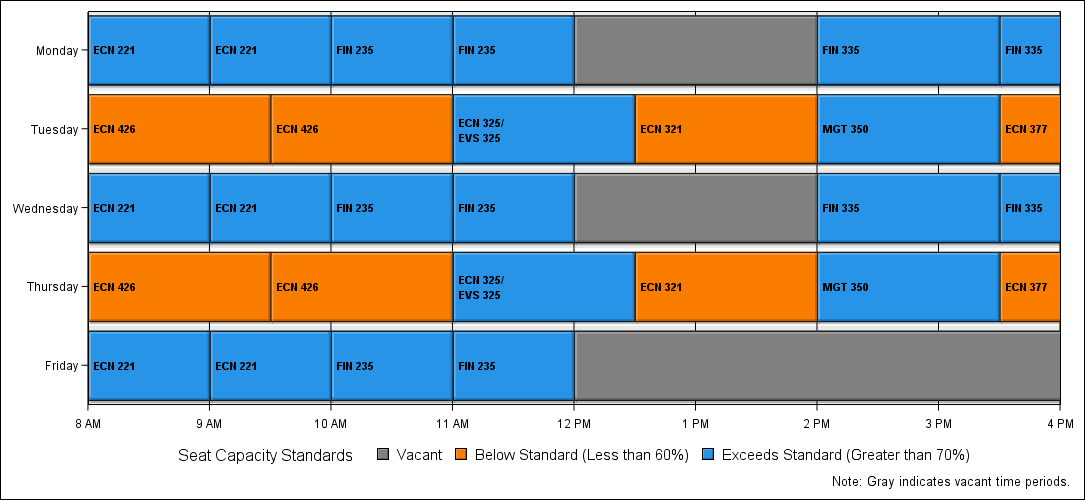 Monday
ECN 221 ECN 221 FIN 235 FIN 235 FIN 335 FIN 335
Tuesday
ECN 426 ECN 426 ECN 325/ ECN 321 MGT 350 ECN 377
EVS 325
Wednesday
ECN 221 ECN 221 FIN 235 FIN 235 FIN 335 FIN 335
Thursday
ECN 426 ECN 426 ECN 325/ ECN 321 MGT 350 ECN 377
EVS 325
Friday
ECN 221 ECN 221 FIN 235 FIN 235
8 AM 9 AM 10 AM 11 AM 12 PM 1 PM 2 PM 3 PM 4 PM
Seat Capacity Standards Vacant Below Standard (Less than 60%) Exceeds Standard (Greater than 70%)
Note: Gray indicates vacant time periods.